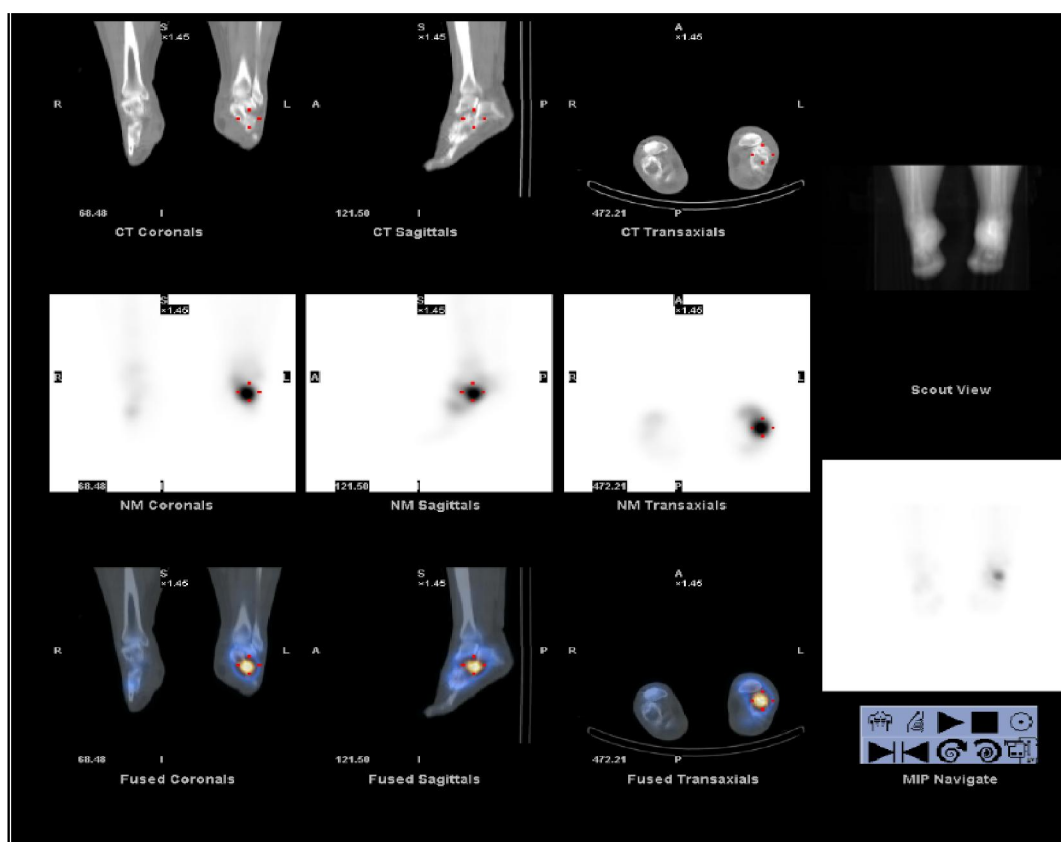 S
×1.45
R
L
68.48
I
CT Coronals
S
×1.45
A
P
121.50
I
CT Sagittals
A
×1.45
R
L
472.21
P
CT Transaxials
S
×1.45
R
L
68.48
I
NM Coronals
S
×1.45
A
P
121.50
I
NM Sagittals
A
×1.45
R
L
472.21
P
NM Transaxials
Scout View
S
×1.45
R
L
68.48
I
Fused Coronals
S
×1.45
A
P
121.50
I
Fused Sagittals
A
×1.45
R
L
472.21
P
Fused Transaxials
MIP Navigate